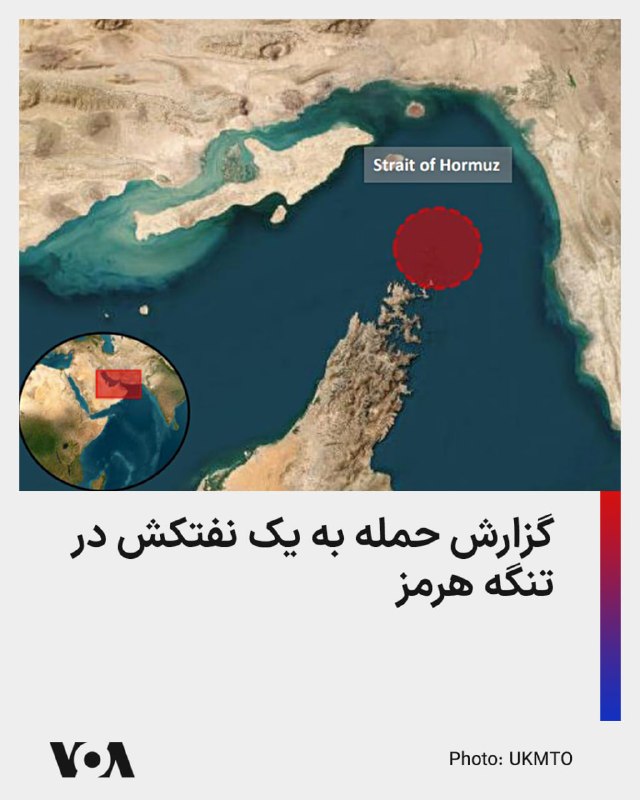 Strait of Hormuz
گزارش حمله به یک نفتکش در
تنگه هرمز
VOA
Photo: UKMTO